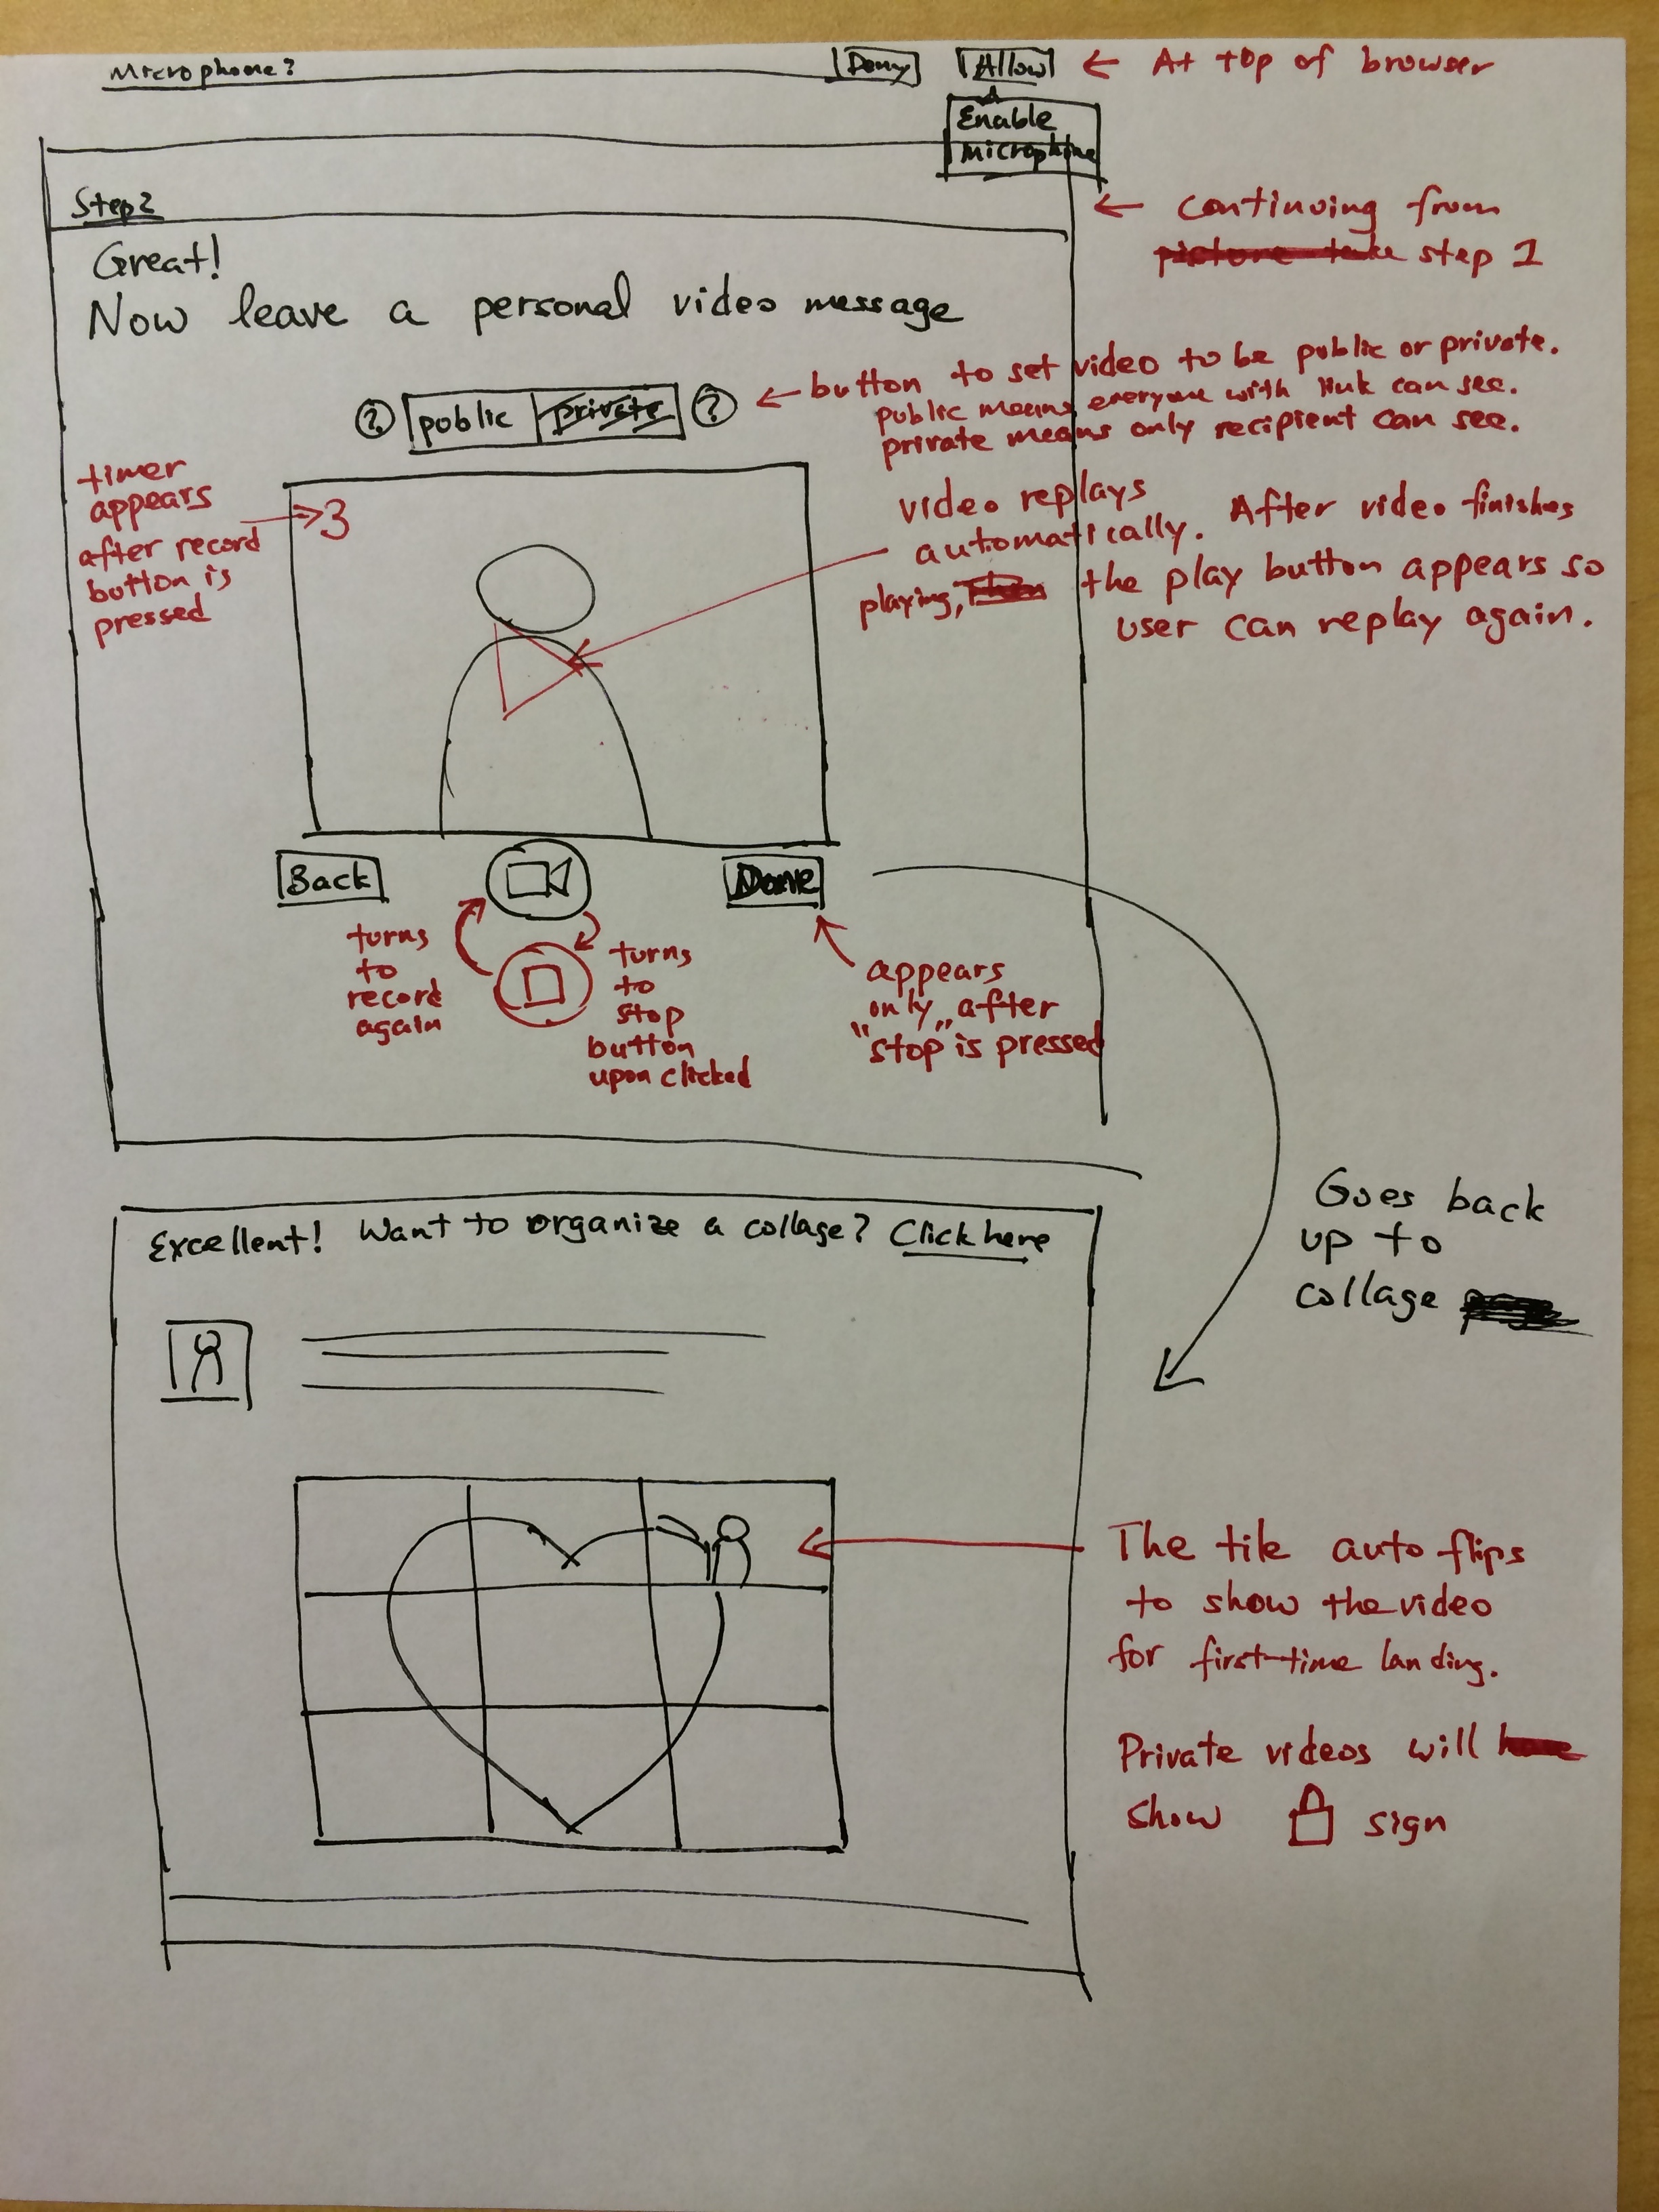 Microphone?
Deny
Allow
← At top of browser
Enable
Microphone
Step 2
← continuing from
step 1
Great!
Now leave a personal video message
? public private ?
← button to set video to be public or private.
public means everyone with link can see.
private means only recipient can see.
timer
appears
after record
button is
pressed
3
video replays
automatically. After video finishes
playing, the play button appears so
user can replay again.
Back
Done
turns
to
record
again
turns
to
stop
button
upon clicked
appears
only after
"stop" is pressed
Goes back
up to
collage
Excellent! Want to organize a collage? Click here
The tile auto flips
to show the video
for first-time landing.
Private videos will
show sign